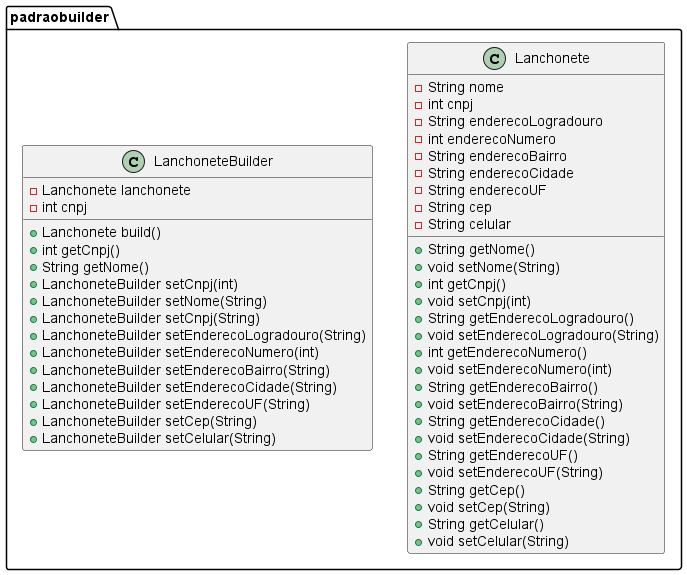 padraobuilder
LanchoneteBuilder
Lanchonete lanchonete
int cnpj
Lanchonete build()
int getCnpj()
String getNome()
LanchoneteBuilder setCnpj(int)
LanchoneteBuilder setNome(String)
LanchoneteBuilder setCnpj(String)
LanchoneteBuilder setEnderecoLogradouro(String)
LanchoneteBuilder setEnderecoNumero(int)
LanchoneteBuilder setEnderecoBairro(String)
LanchoneteBuilder setEnderecoCidade(String)
LanchoneteBuilder setEnderecoUF(String)
LanchoneteBuilder setCep(String)
LanchoneteBuilder setCelular(String)
Lanchonete
String nome
int cnpj
String enderecoLogradouro
int enderecoNumero
String enderecoBairro
String enderecoCidade
String enderecoUF
String cep
String celular
String getNome()
void setNome(String)
int getCnpj()
void setCnpj(int)
String getEnderecoLogradouro()
void setEnderecoLogradouro(String)
int getEnderecoNumero()
void setEnderecoNumero(int)
String getEnderecoBairro()
void setEnderecoBairro(String)
String getEnderecoCidade()
void setEnderecoCidade(String)
String getEnderecoUF()
void setEnderecoUF(String)
String getCep()
void setCep(String)
String getCelular()
void setCelular(String)